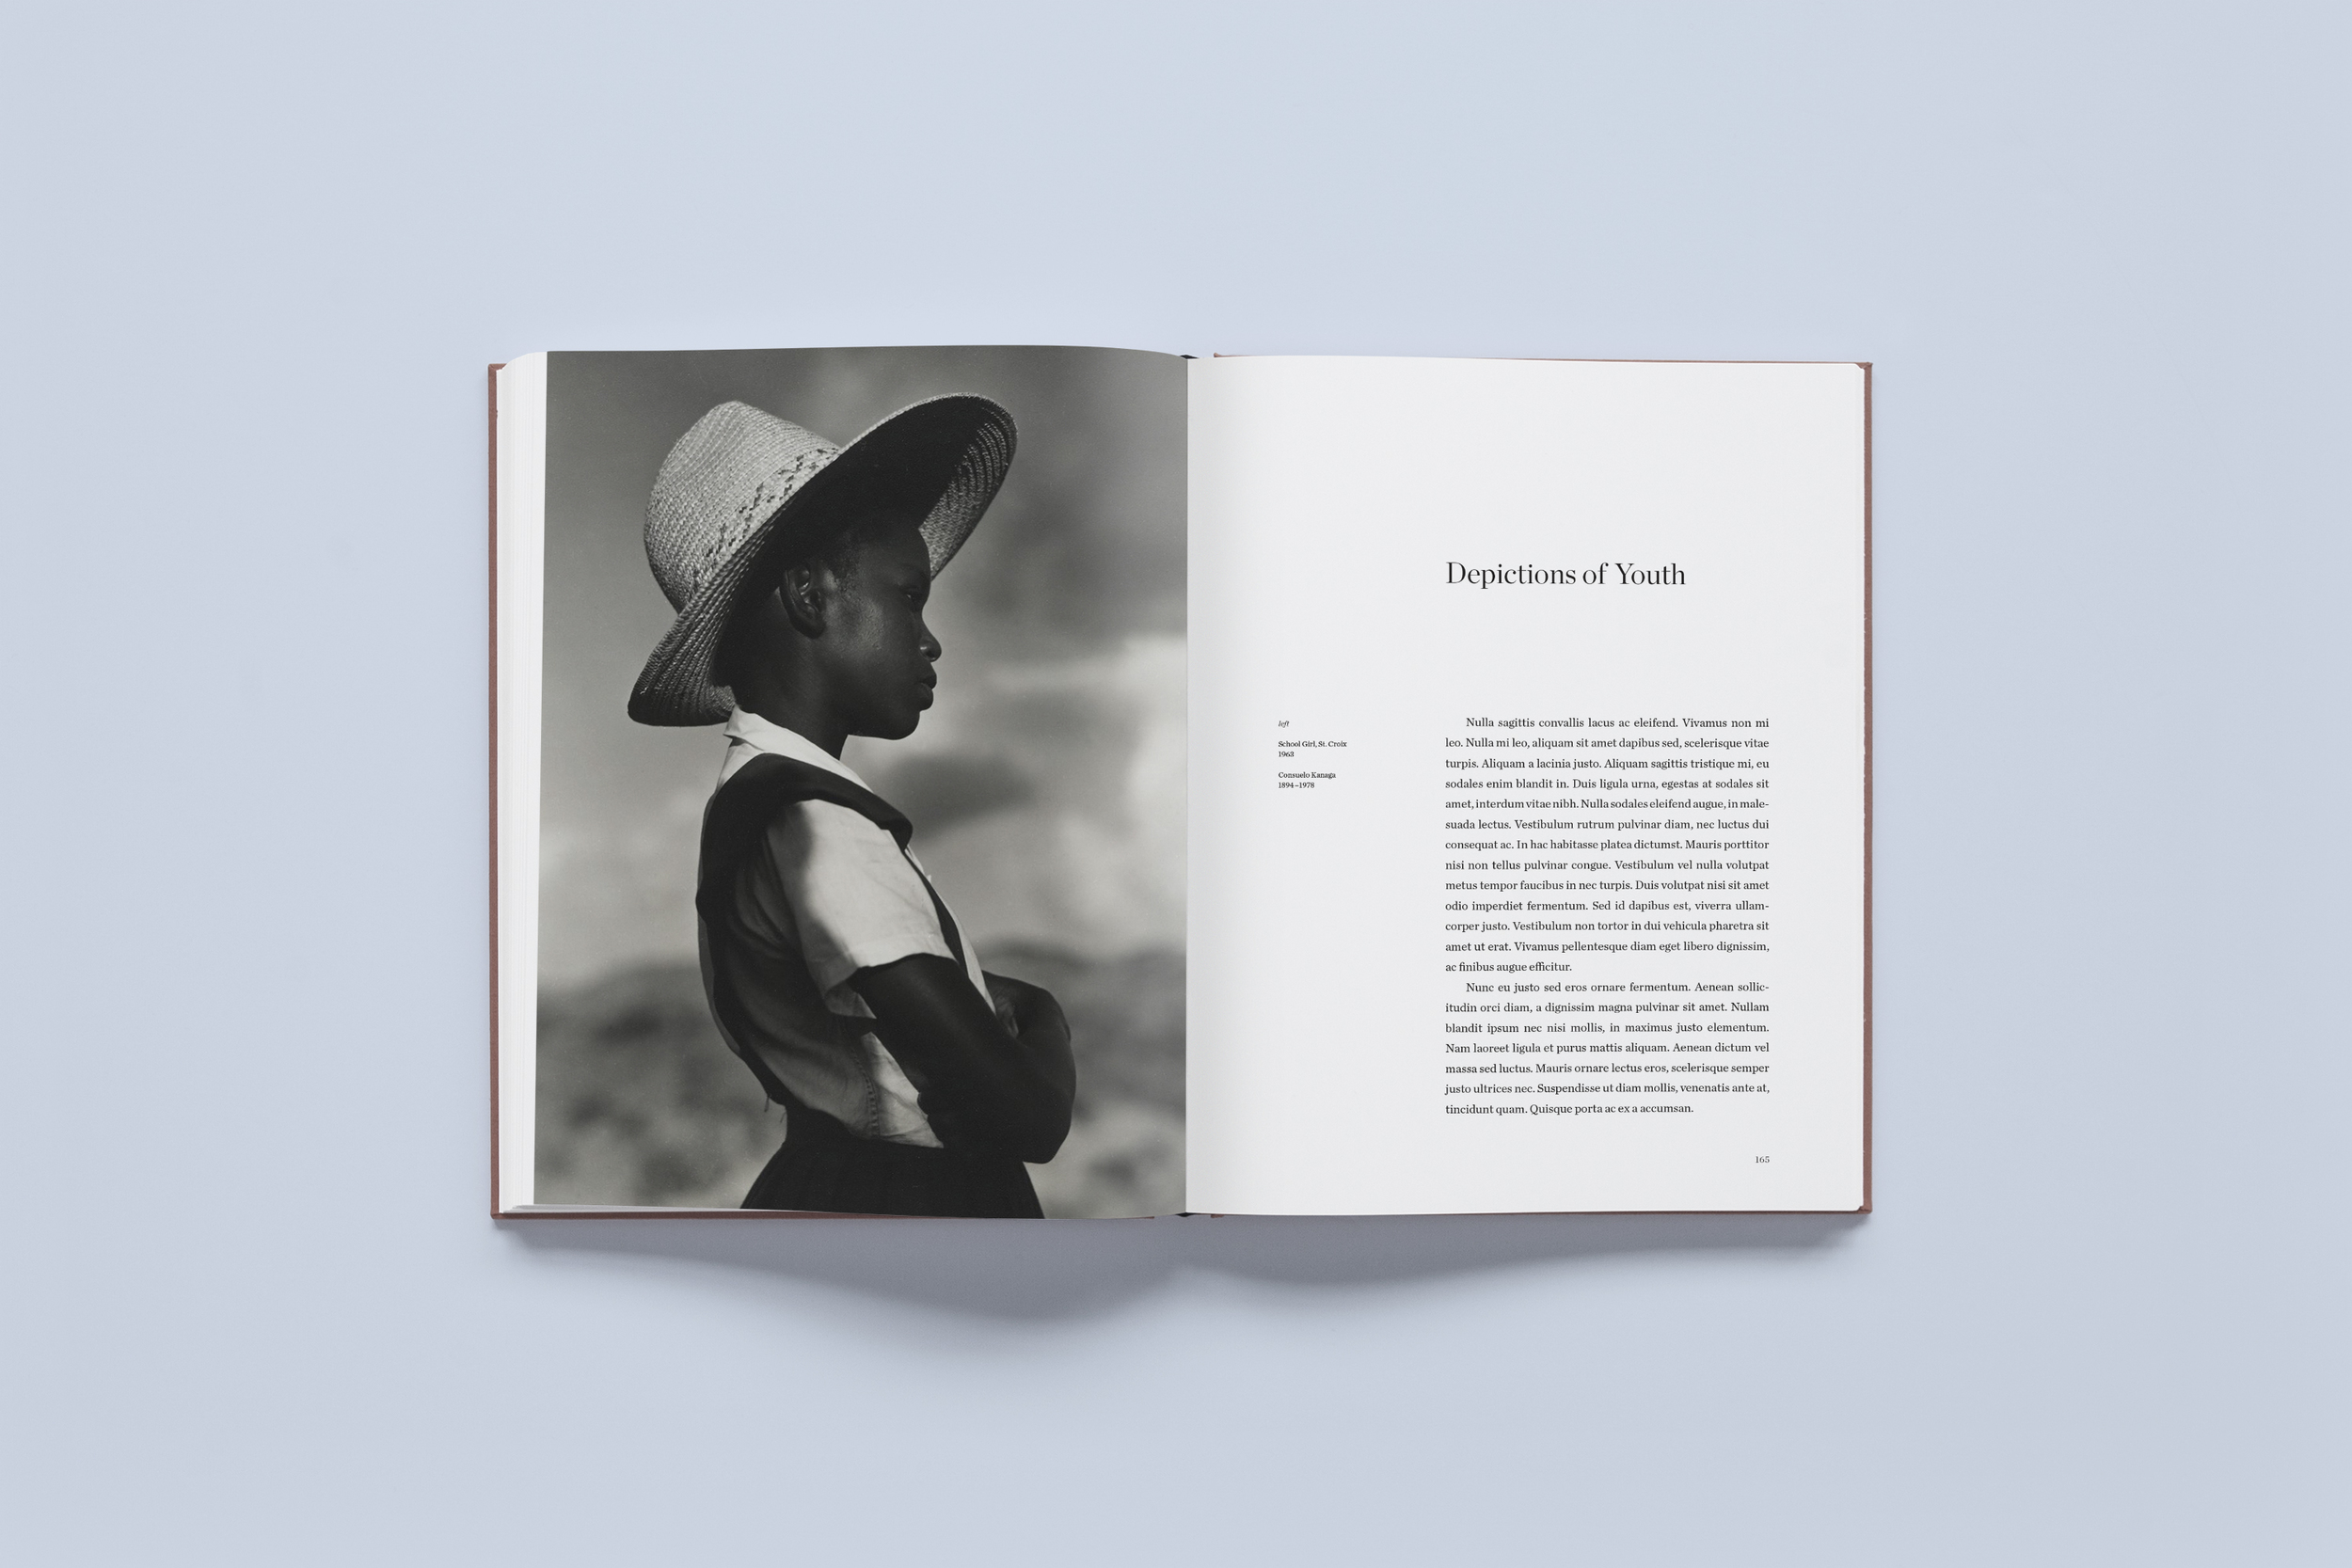 Depictions of Youth
left
School Girl, St. Croix
1963
Consuelo Kanaga
1894–1978
Nulla sagittis convallis lacus ac eleifend. Vivamus non mi
leo. Nulla mi leo, aliquam sit amet dapibus sed, scelerisque vitae
turpis. Aliquam a lacinia justo. Aliquam sagittis tristique mi, eu
sodales enim blandit in. Duis ligula urna, egestas at sodales sit
amet, interdum vitae nibh. Nulla sodales eleifend augue, in male-
suada lectus. Vestibulum rutrum pulvinar diam, nec luctus dui
consequat ac. In hac habitasse platea dictumst. Mauris porttitor
nisi non tellus pulvinar congue. Vestibulum vel nulla volutpat
metus tempor faucibus in nec turpis. Duis volutpat nisi sit amet
odio imperdiet fermentum. Sed id dapibus est, viverra ullam-
corper justo. Vestibulum non tortor in dui vehicula pharetra sit
amet ut erat. Vivamus pellentesque diam eget libero dignissim,
ac finibus augue efficitur.
Nunc eu justo sed eros ornare fermentum. Aenean sollic-
itudin orci diam, a dignissim magna pulvinar sit amet. Nullam
blandit ipsum nec nisi mollis, in maximus justo elementum.
Nam laoreet ligula et purus mattis aliquam. Aenean dictum vel
massa sed luctus. Mauris ornare lectus eros, scelerisque semper
justo ultrices nec. Suspendisse ut diam mollis, venenatis ante at,
tincidunt quam. Quisque porta ac ex a accumsan.
165